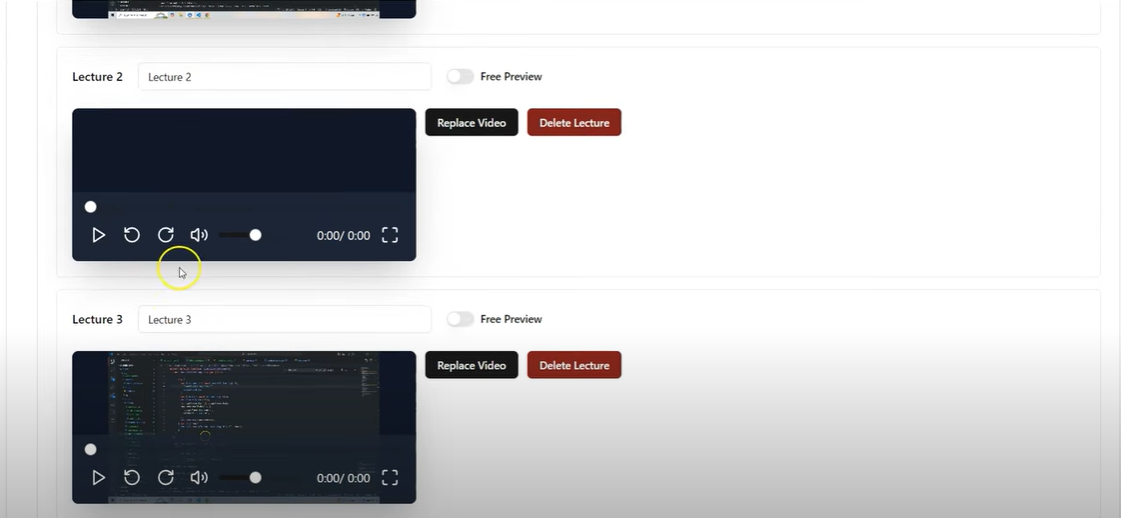 Lecture 2 Lecture 2 Free Preview
Replace Video Delete Lecture
0:00/ 0:00
Lecture 3 Lecture 3 Free Preview
Replace Video Delete Lecture
0:00/ 0:00